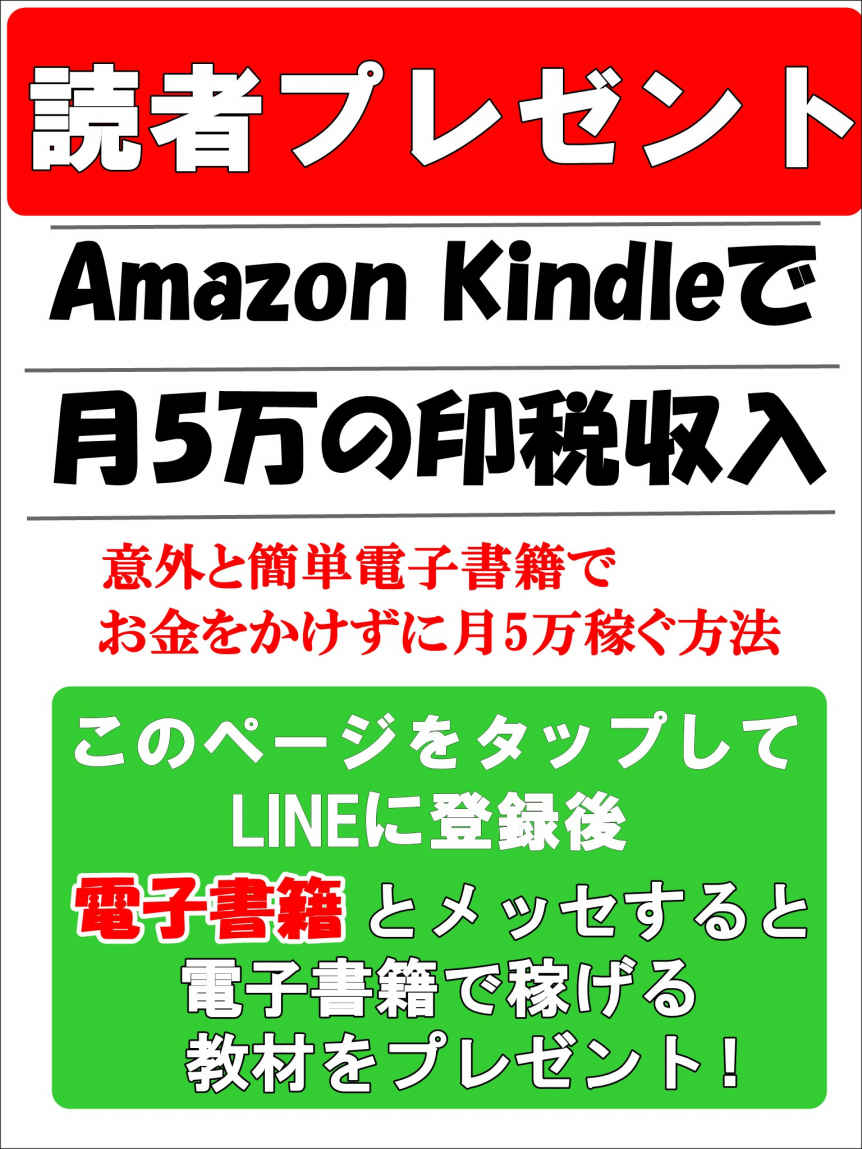 読者プレゼント
Amazon Kindleで
月5万の印税収入
意外と簡単電子書籍で
お金をかけずに月5万稼ぐ方法
このページをタップして
LINEに登録後
電子書籍 とメッセすると
電子書籍で稼げる
教材をプレゼント!